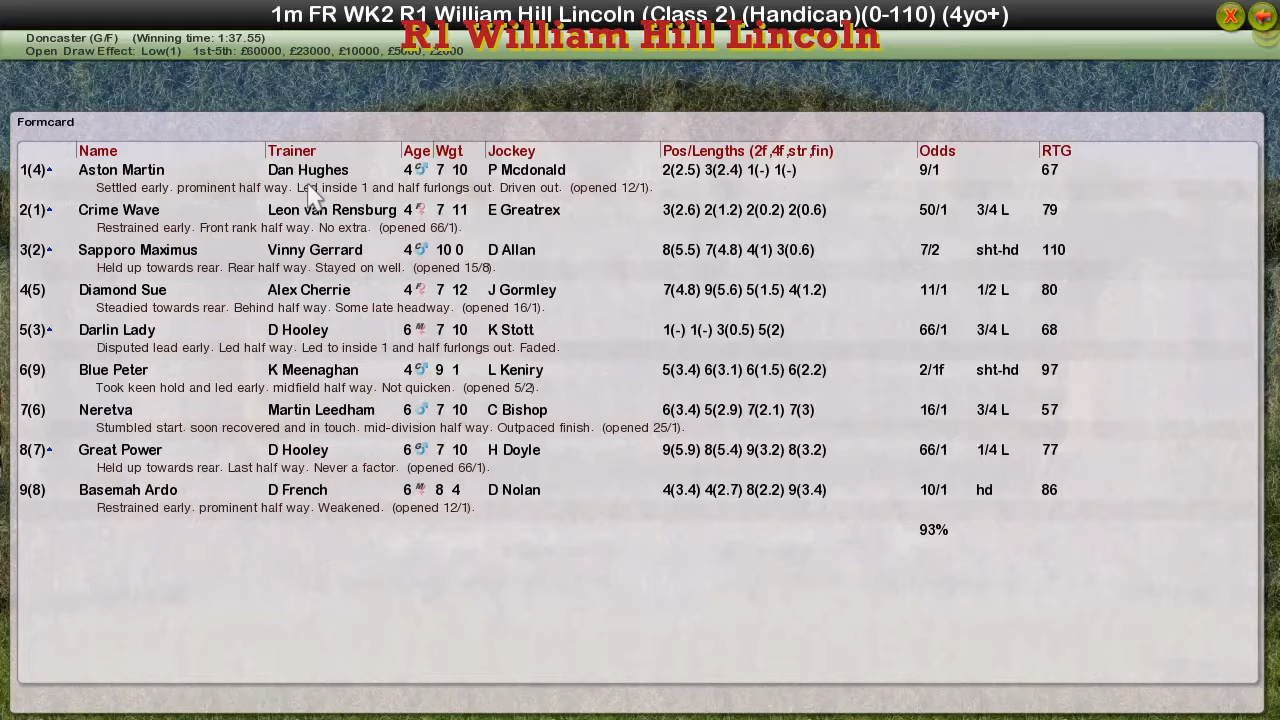 1m FR WK2 R1 William Hill Lincoln (Class 2) (Handicap)(0-110) (4yo+)
R1 William Hill Lincoln
Doncaster (G/F) (Winning time: 1:37.55)
Open Draw Effect: Low(1) 1st-5th: £60000, £23000, £10000, £5000, £2000
Formcard
Name Trainer Age Wgt Jockey Pos/Lengths (2f,4f,str,fin) Odds RTG
1(4) Aston Martin Dan Hughes 4 7 10 P Mcdonald 2(2.5) 3(2.4) 1(-) 1(-) 9/1 67
Settled early. prominent half way. Led inside 1 and half furlongs out. Driven out. (opened 12/1).
2(1) Crime Wave Leon van Rensburg 4 7 11 E Greatrex 3(2.6) 2(1.2) 2(0.2) 2(0.6) 50/1 3/4 L 79
Restrained early. Front rank half way. No extra. (opened 66/1).
3(2) Sapporo Maximus Vinny Gerrard 4 10 0 D Allan 8(5.5) 7(4.8) 4(1) 3(0.6) 7/2 sht-hd 110
Held up towards rear. Rear half way. Stayed on well. (opened 15/8).
4(5) Diamond Sue Alex Cherrie 4 7 12 J Gormley 7(4.8) 9(5.6) 5(1.5) 4(1.2) 11/1 1/2 L 80
Steadied towards rear. Behind half way. Some late headway. (opened 16/1).
5(3) Darlin Lady D Hooley 6 7 10 K Stott 1(-) 1(-) 3(0.5) 5(2) 66/1 3/4 L 68
Disputed lead early. Led half way. Led to inside 1 and half furlongs out. Faded.
6(9) Blue Peter K Meenaghan 4 9 1 L Keniry 5(3.4) 6(3.1) 6(1.5) 6(2.2) 2/1f sht-hd 97
Took keen hold and led early. midfield half way. Not quicken. (opened 5/2).
7(6) Neretva Martin Leedham 6 7 10 C Bishop 6(3.4) 5(2.9) 7(2.1) 7(3) 16/1 3/4 L 57
Stumbled start. soon recovered and in touch. mid-division half way. Outpaced finish. (opened 25/1).
8(7) Great Power D Hooley 6 7 10 H Doyle 9(5.9) 8(5.4) 9(3.2) 8(3.2) 66/1 1/4 L 77
Held up towards rear. Last half way. Never a factor. (opened 66/1).
9(8) Basemah Ardo D French 6 8 4 D Nolan 4(3.4) 4(2.7) 8(2.2) 9(3.4) 10/1 hd 86
Restrained early. prominent half way. Weakened. (opened 12/1).
93%